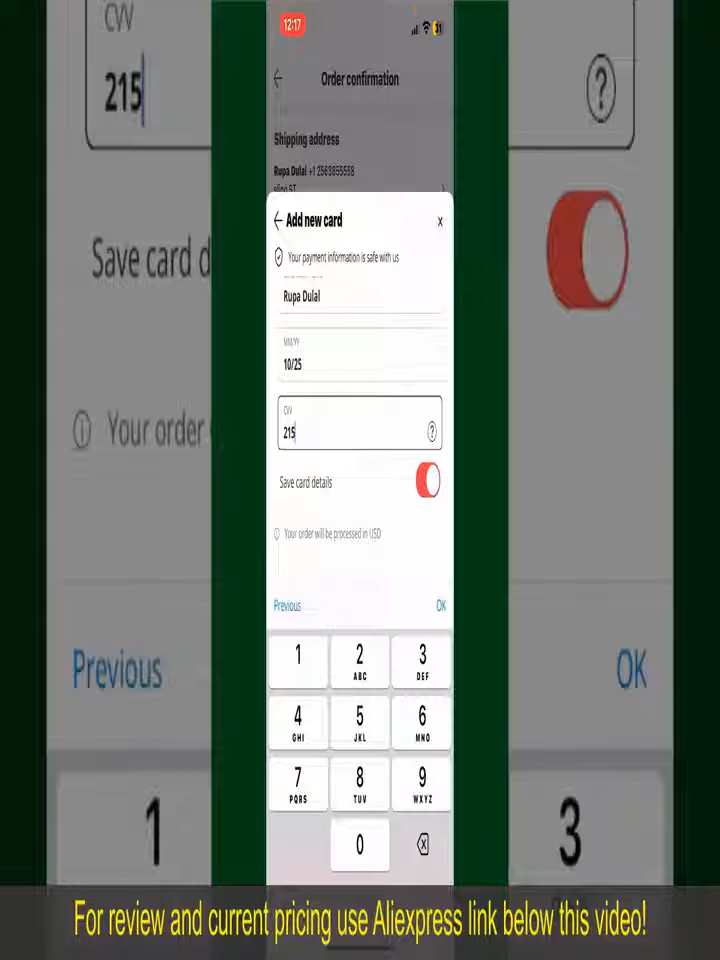 CVV
215
?
Save card d
Your order
Previous
OK
1
3
12:17
31
Order confirmation
Shipping address
Rupa Dulal
Add new card
×
Your payment information is safe with us
Rupa Dulal
MM/YY
10/25
CVV
215
?
Save card details
Your order will be processed in USD
Previous
OK
1
2
ABC
3
DEF
4
GHI
5
JKL
6
MNO
7
PQRS
8
TUV
9
WXYZ
0
For review and current pricing use Aliexpress link below this video!